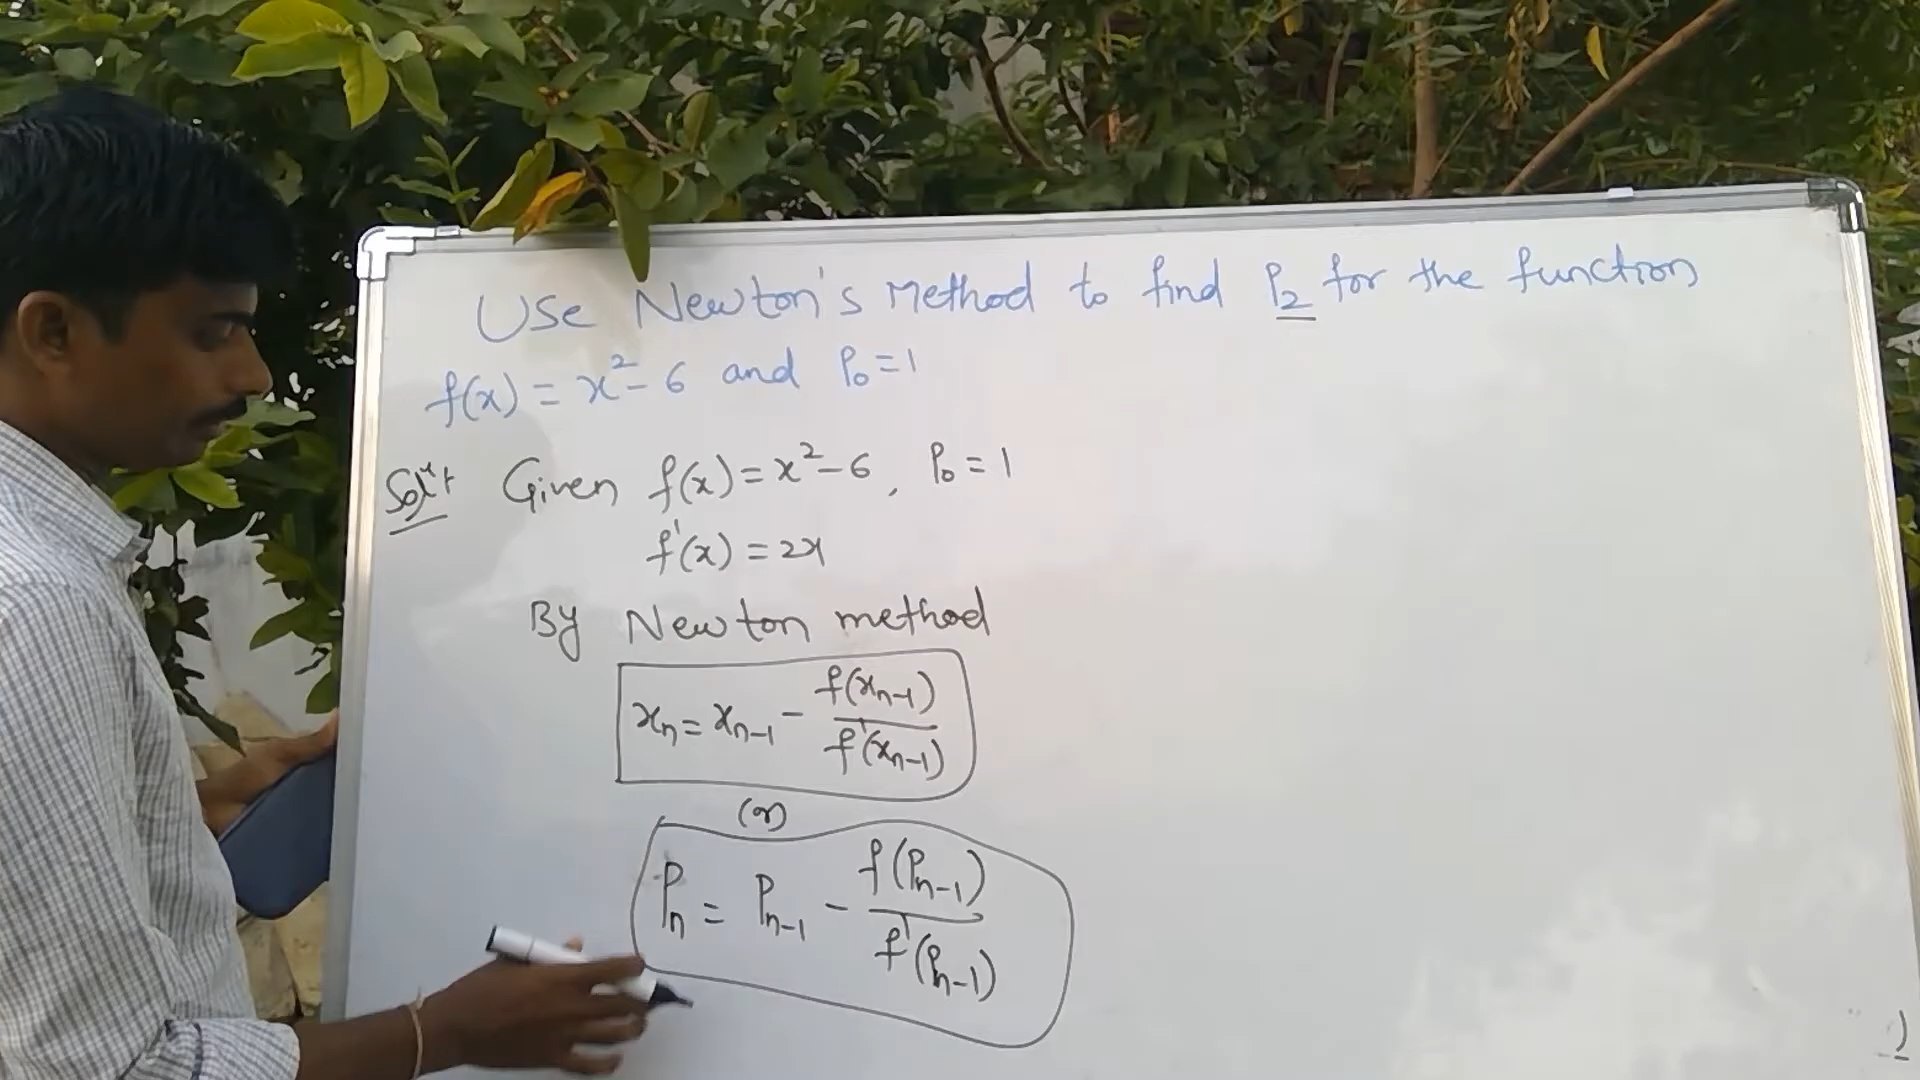 Use Newton's Method to find P₂ for the function
f(x) = x² - 6 and P₀ = 1
Given f(x) = x² - 6, P₀ = 1
f'(x) = 2x
By Newton method
xₙ = xₙ₋₁ - f(xₙ₋₁) / f'(xₙ₋₁)
(or)
Pₙ = Pₙ₋₁ - f(Pₙ₋₁) / f'(Pₙ₋₁)